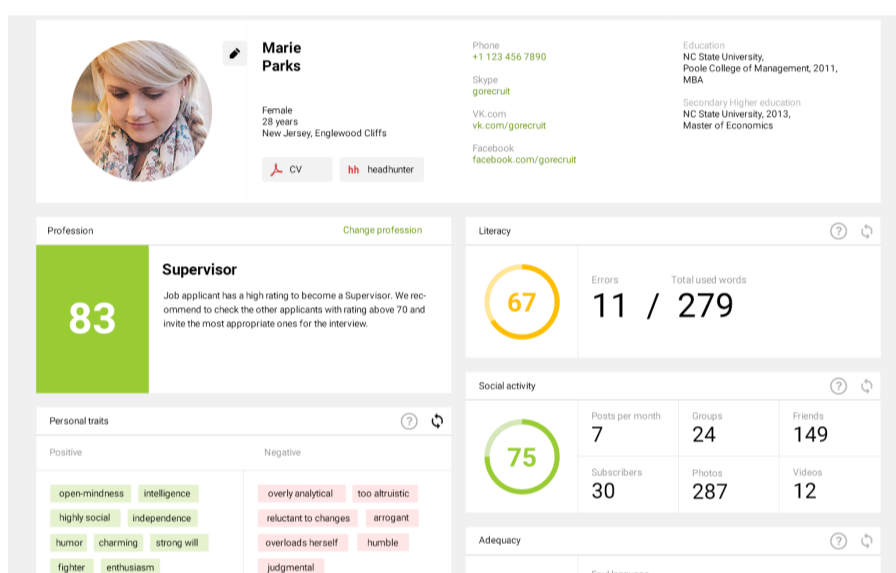 Marie
Parks
Female
28 years
New Jersey, Englewood Cliffs
CV
hh headhunter
Phone
+1 123 456 7890
Skype
gorecruit
VK.com
vk.com/gorecruit
Facebook
facebook.com/gorecruit
Education
NC State University,
Poole College of Management, 2011,
MBA
Secondary Higher education
NC State University, 2013,
Master of Economics
Profession
Change profession
83
Supervisor
Job applicant has a high rating to become a Supervisor. We rec-
ommend to check the other applicants with rating above 70 and
invite the most appropriate ones for the interview.
Personal traits
?
Positive
Negative
open-mindness intelligence
highly social independence
humor charming strong will
fighter enthusiasm
overly analytical too altruistic
reluctant to changes arrogant
overloads herself humble
judgmental
Literacy
?
67
Errors Total used words
11 / 279
Social activity
?
75
Posts per month Groups Friends
7 24 149
Subscribers Photos Videos
30 287 12
Adequacy
?